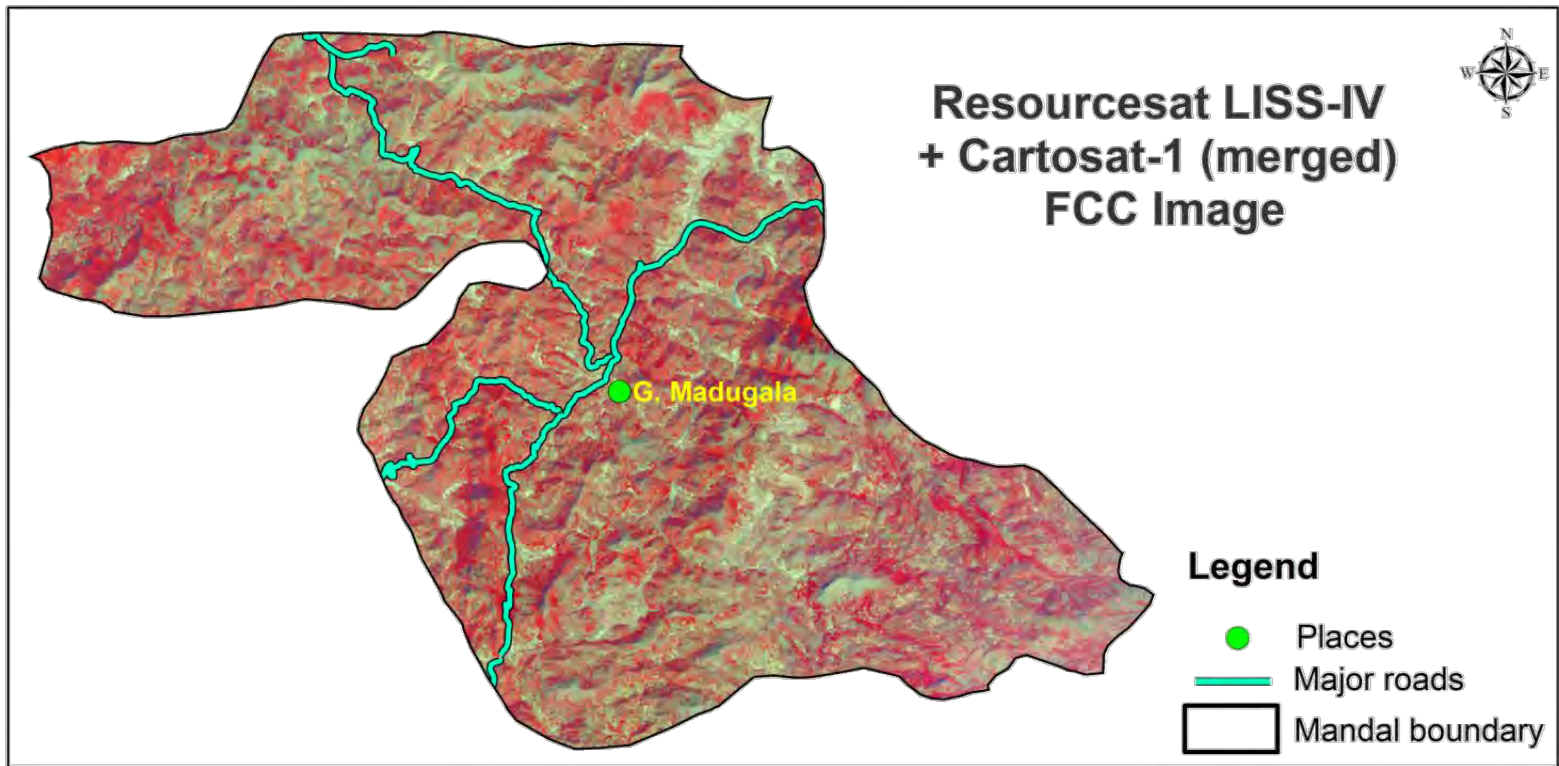 Resourcesat LISS-IV
+ Cartosat-1 (merged)
FCC Image
N
W E
S
G. Madugala
Legend
Places
Major roads
Mandal boundary